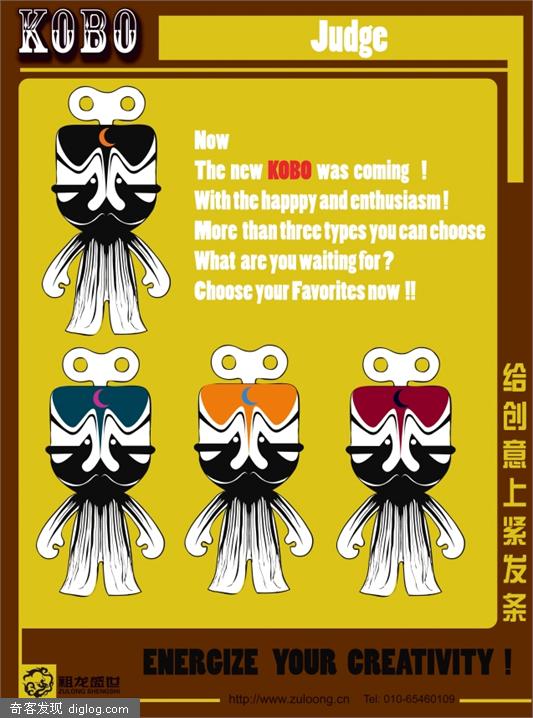 KOBO
Judge
Now
The new KOBO was coming !
With the happpy and enthusiasm !
More than three types you can choose
What are you waiting for ?
Choose your Favorites now !!
给创意上紧发条
ENERGIZE YOUR CREATIVITY !
祖龙盛世
ZULONG SHENGSHI
http://www.zuloong.cn Tel: 010-65460109
奇客发现 diglog.com